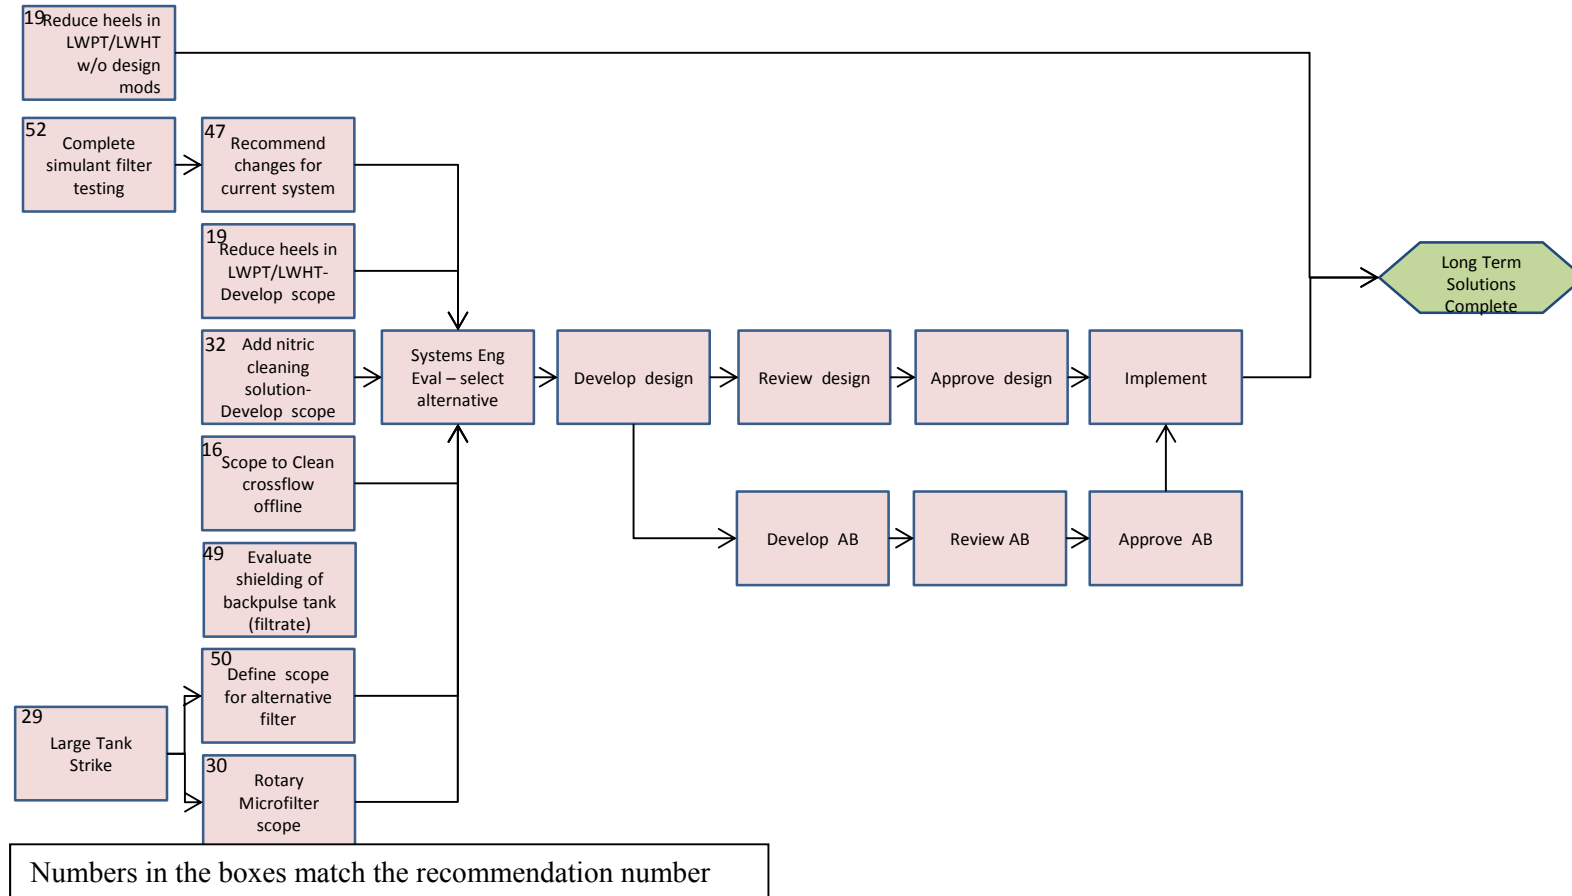 19
Reduce heels in
LWPT/LWHT
w/o design
mods
52
Complete
simulant filter
testing
47
Recommend
changes for
current system
19
Reduce heels in
LWPT/LWHT-
Develop scope
32
Add nitric
cleaning
solution-
Develop scope
Systems Eng
Eval – select
alternative
Develop design
Review design
Approve design
Implement
Long Term
Solutions
Complete
16
Scope to Clean
crossflow
offline
49
Evaluate
shielding of
backpulse tank
(filtrate)
Develop AB
Review AB
Approve AB
50
Define scope
for alternative
filter
29
Large Tank
Strike
30
Rotary
Microfilter
scope
Numbers in the boxes match the recommendation number